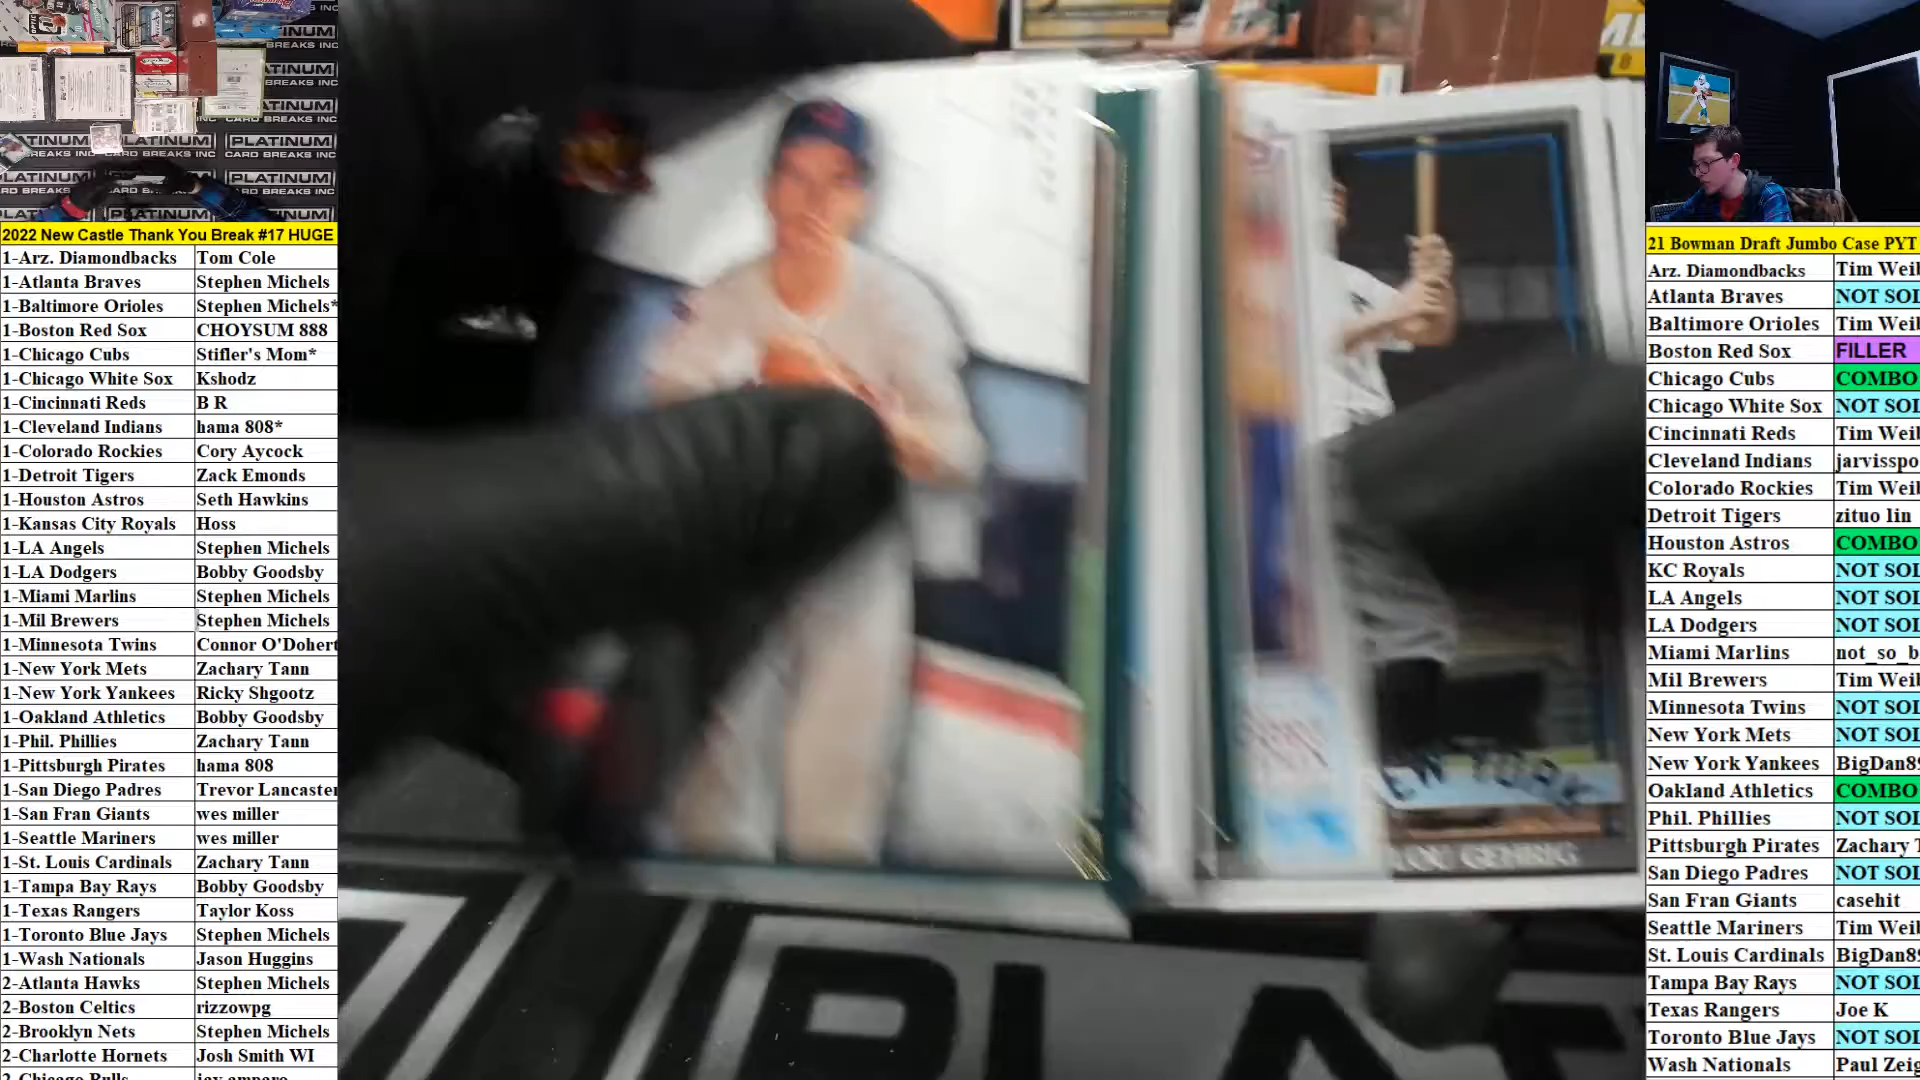 2022 New Castle Thank You Break #17 HUGE
1-Arz. Diamondbacks Tom Cole
1-Atlanta Braves Stephen Michels
1-Baltimore Orioles Stephen Michels*
1-Boston Red Sox CHOYSUM 888
1-Chicago Cubs Stifler's Mom*
1-Chicago White Sox Kshodz
1-Cincinnati Reds B R
1-Cleveland Indians hama 808*
1-Colorado Rockies Cory Aycock
1-Detroit Tigers Zack Emonds
1-Houston Astros Seth Hawkins
1-Kansas City Royals Hoss
1-LA Angels Stephen Michels
1-LA Dodgers Bobby Goodsby
1-Miami Marlins Stephen Michels
1-Mil Brewers Stephen Michels
1-Minnesota Twins Connor O'Dohert
1-New York Mets Zachary Tann
1-New York Yankees Ricky Shgootz
1-Oakland Athletics Bobby Goodsby
1-Phil. Phillies Zachary Tann
1-Pittsburgh Pirates hama 808
1-San Diego Padres Trevor Lancaster
1-San Fran Giants wes miller
1-Seattle Mariners wes miller
1-St. Louis Cardinals Zachary Tann
1-Tampa Bay Rays Bobby Goodsby
1-Texas Rangers Taylor Koss
1-Toronto Blue Jays Stephen Michels
1-Wash Nationals Jason Huggins
2-Atlanta Hawks Stephen Michels
2-Boston Celtics rizzowpg
2-Brooklyn Nets Stephen Michels
2-Charlotte Hornets Josh Smith WI
PLATINUM
CARD BREAKS INC
LOU GEHRIG
PLA
21 Bowman Draft Jumbo Case PYT
Arz. Diamondbacks Tim Weib
Atlanta Braves NOT SOL
Baltimore Orioles Tim Weib
Boston Red Sox FILLER
Chicago Cubs COMBO
Chicago White Sox NOT SOL
Cincinnati Reds Tim Weib
Cleveland Indians jarvisspo
Colorado Rockies Tim Weib
Detroit Tigers zituo lin
Houston Astros COMBO
KC Royals NOT SOL
LA Angels NOT SOL
LA Dodgers NOT SOL
Miami Marlins not_so_b
Mil Brewers Tim Weib
Minnesota Twins NOT SOL
New York Mets NOT SOL
New York Yankees BigDan89
Oakland Athletics COMBO
Phil. Phillies NOT SOL
Pittsburgh Pirates Zachary T
San Diego Padres NOT SOL
San Fran Giants casehit
Seattle Mariners Tim Weib
St. Louis Cardinals BigDan89
Tampa Bay Rays NOT SOL
Texas Rangers Joe K
Toronto Blue Jays NOT SOL
Wash Nationals Paul Zeig